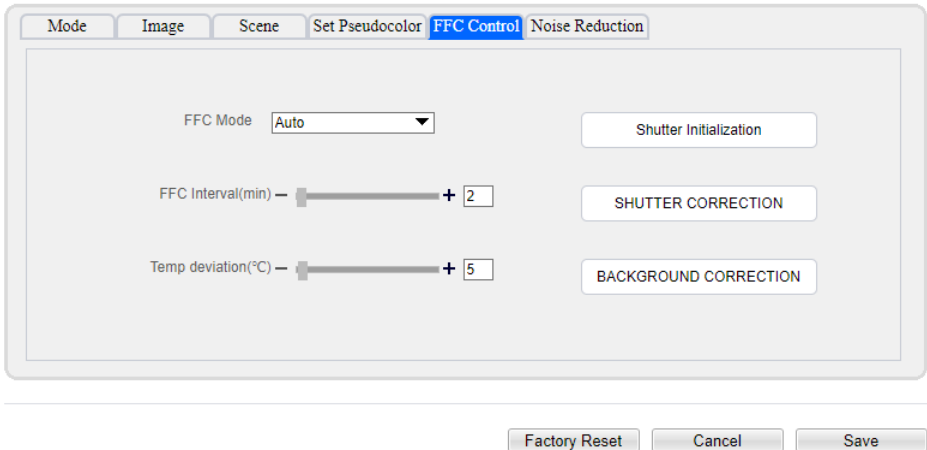 Mode Image Scene Set Pseudocolor FFC Control Noise Reduction
FFC Mode Auto Shutter Initialization
FFC Interval(min) − + 2 SHUTTER CORRECTION
Temp deviation(°C) − + 5 BACKGROUND CORRECTION
Factory Reset Cancel Save